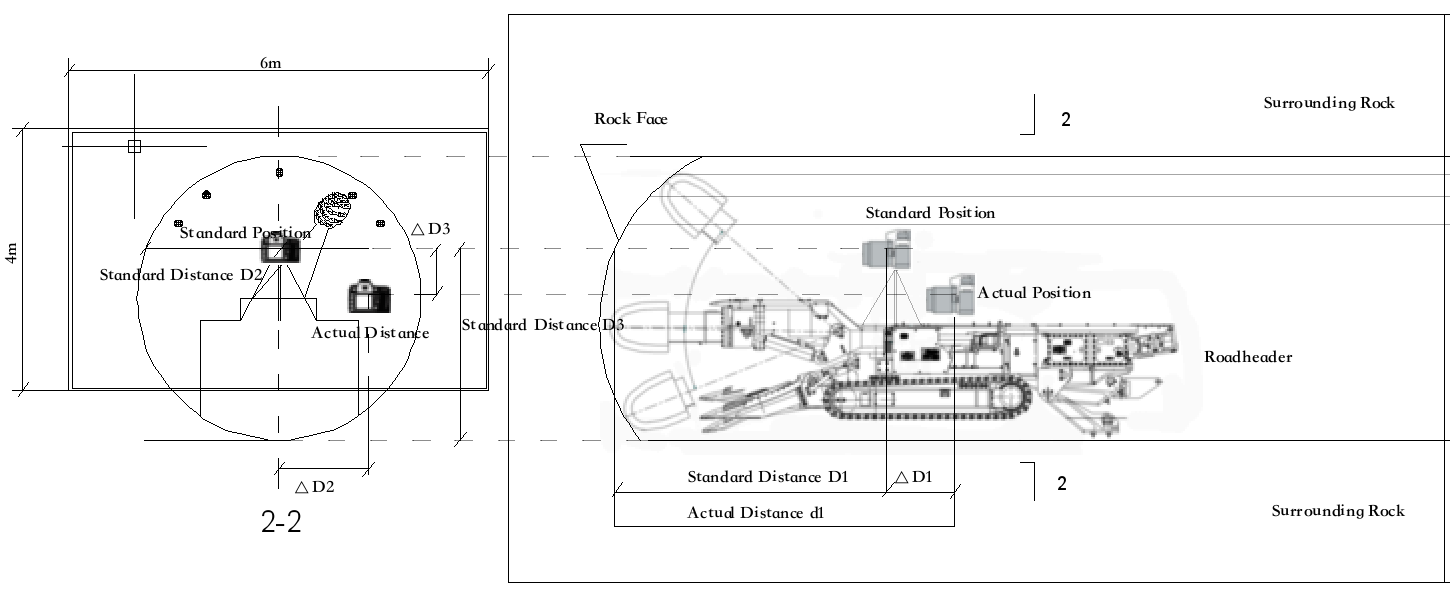 6m
4m
Standard Position
Standard Distance D2
△D3
Actual Distance
Standard Distance D3
△D2
2-2
Rock Face
Surrounding Rock
2
Standard Position
Actual Position
Roadheader
Standard Distance D1
△D1
2
Actual Distance d1
Surrounding Rock